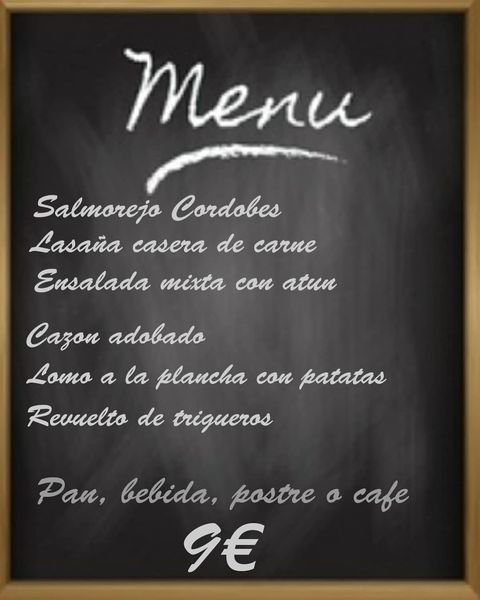 Menu
Salmorejo Cordobes
Lasaña casera de carne
Ensalada mixta con atun
Cazon adobado
Lomo a la plancha con patatas
Revuelto de trigueros
Pan, bebida, postre o cafe
9€